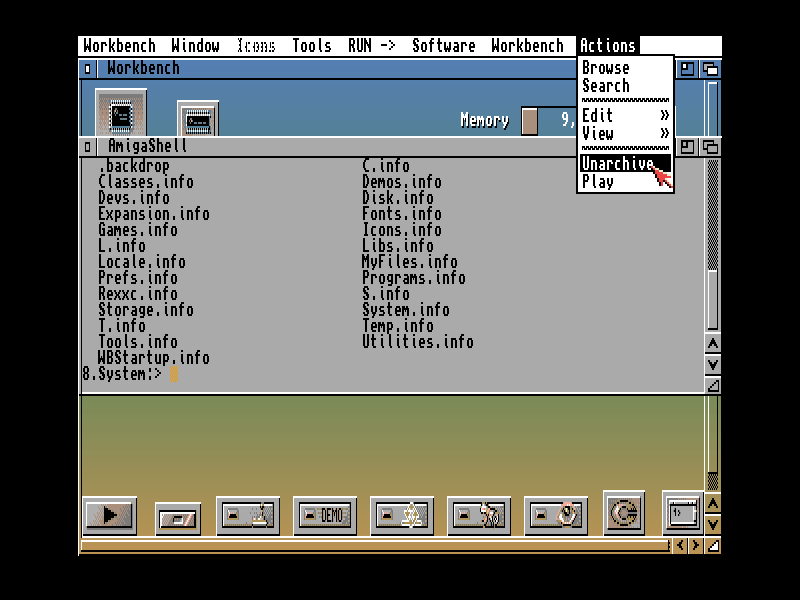 Workbench Window Icons Tools RUN -> Software Workbench Actions
Workbench
Browse
Search
Edit »
View »
Unarchive
Play
Memory 9,
AmigaShell
.backdrop C.info
Classes.info Demos.info
Devs.info Disk.info
Expansion.info Fonts.info
Games.info Icons.info
L.info Libs.info
Locale.info MyFiles.info
Prefs.info Programs.info
Rexxc.info S.info
Storage.info System.info
T.info Temp.info
Tools.info Utilities.info
WBStartup.info
8.System:>
DEMO
1>